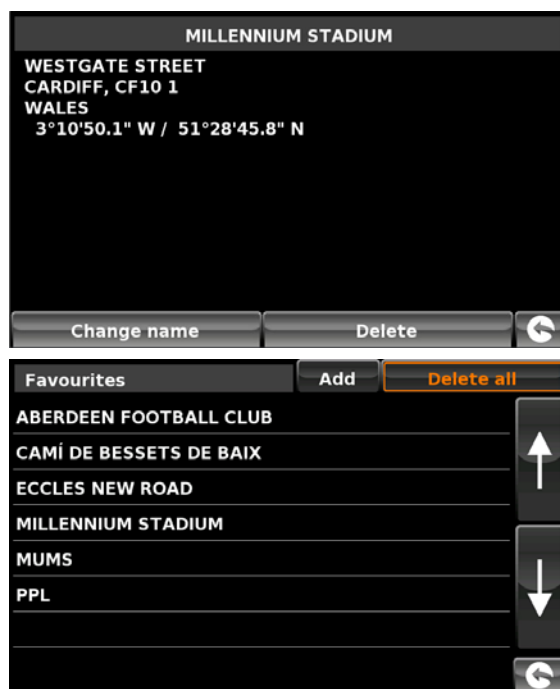 MILLENNIUM STADIUM
WESTGATE STREET
CARDIFF, CF10 1
WALES
3°10'50.1" W / 51°28'45.8" N
Change name Delete
Favourites Add Delete all
ABERDEEN FOOTBALL CLUB
CAMÍ DE BESSETS DE BAIX
ECCLES NEW ROAD
MILLENNIUM STADIUM
MUMS
PPL